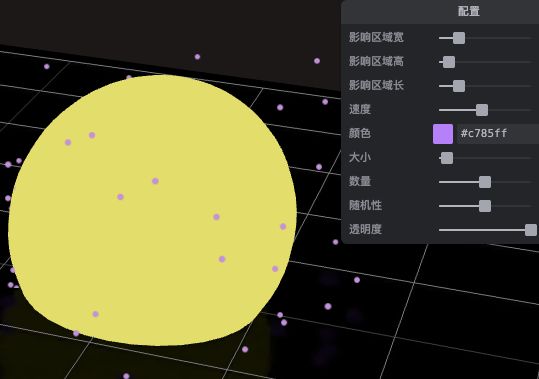 配置
影响区域宽
影响区域高
影响区域长
速度
颜色 #c785ff
大小
数量
随机性
透明度